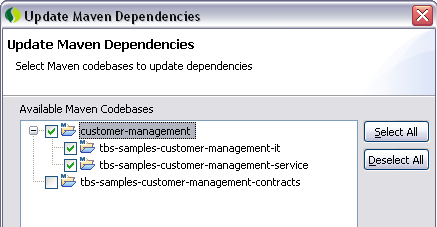 Update Maven Dependencies
Update Maven Dependencies
Select Maven codebases to update dependencies
Available Maven Codebases
customer-management
tbs-samples-customer-management-it
tbs-samples-customer-management-service
tbs-samples-customer-management-contracts
Select All
Deselect All